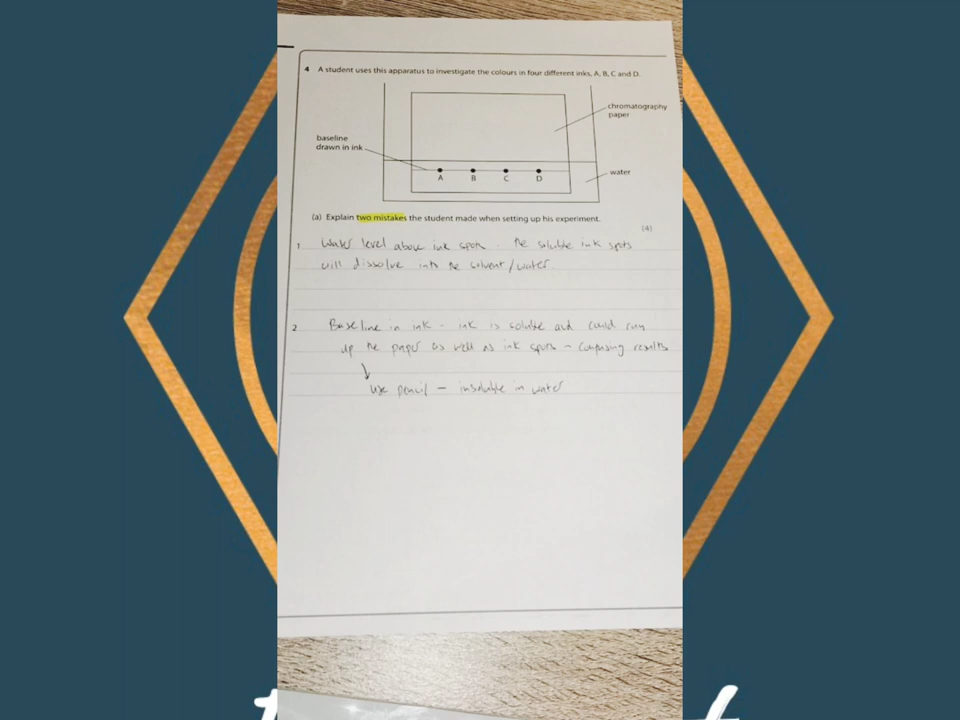 4 A student uses this apparatus to investigate the colours in four different inks, A, B, C and D.
chromatography
paper
baseline
drawn in ink
A B C D
water
(a) Explain two mistakes the student made when setting up his experiment.
(4)
1 Water level above ink spots. The soluble ink spots
will dissolve into the solvent/water
2 Baseline in ink - ink is soluble and could run
up the paper as well as ink spots - confusing results
Use pencil - insoluble in water